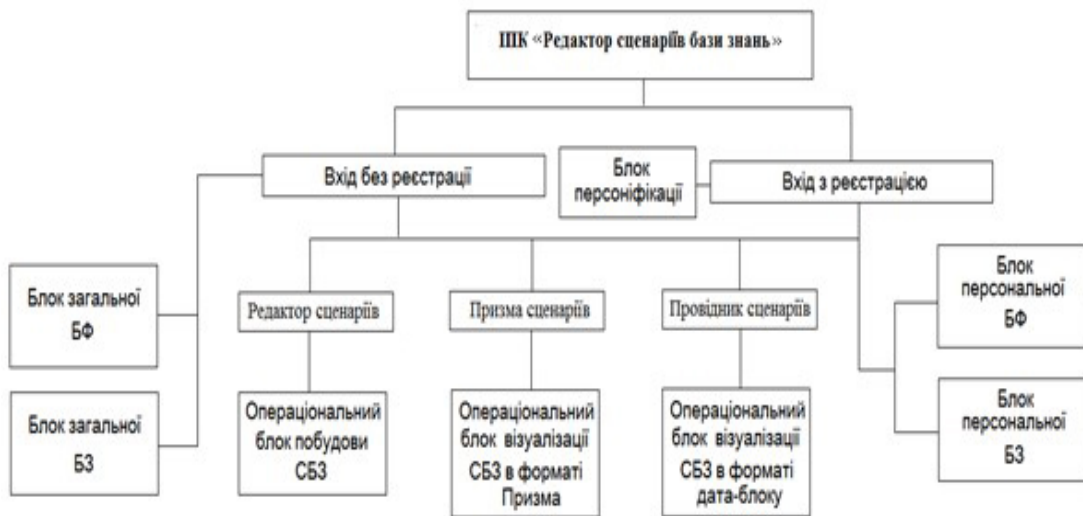 ШК «Редактор сценаріїв бази знань»
Вхід без реєстрації
Блок
персоніфікації
Вхід з реєстрацією
Блок загальної
БФ
Редактор сценаріїв
Призма сценаріїв
Провідник сценаріїв
Блок
персональної
БФ
Блок загальної
БЗ
Операціональний
блок побудови
СБЗ
Операціональний
блок візуалізації
СБЗ в форматі
Призма
Операціональний
блок візуалізації
СБЗ в форматі
дата-блоку
Блок
персональної
БЗ